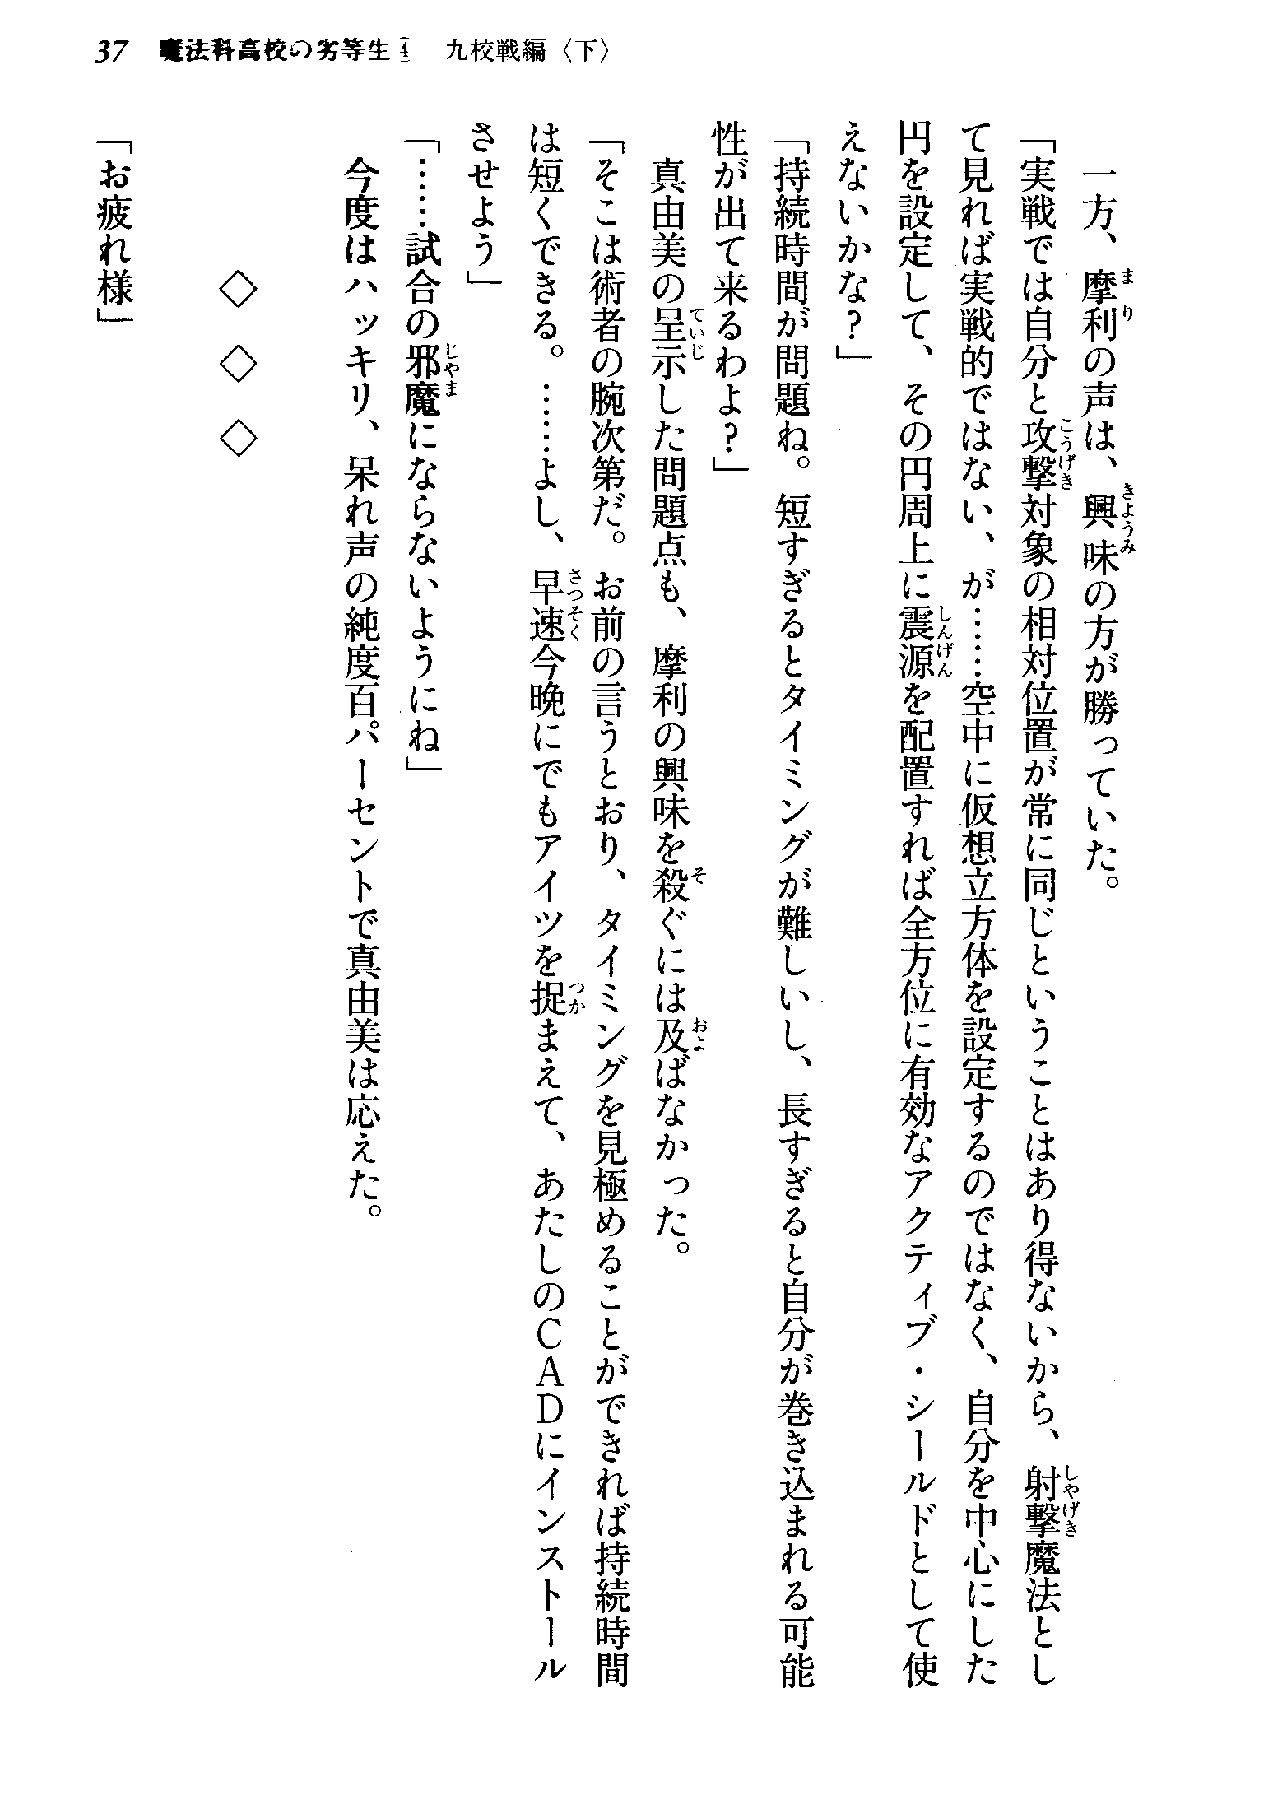 37 魔法科高校の劣等生 九校戦編〈下〉
一方、摩利の声は、興味の方が勝っていた。
「実戦では自分と攻撃対象の相対位置が常に同じということはあり得ないから、射撃魔法とし
て見れば実戦的ではない、が……空中に仮想立方体を設定するのではなく、自分を中心にした
円を設定して、その円周上に震源を配置すれば全方位に有効なアクティブ・シールドとして使
えないかな？」
「持続時間が問題ね。短すぎるとタイミングが難しいし、長すぎると自分が巻き込まれる可能
性が出て来るわよ？」
真由美の呈示した問題点も、摩利の興味を殺ぐには及ばなかった。
「そこは術者の腕次第だ。お前の言うとおり、タイミングを見極めることができれば持続時間
は短くできる。……よし、早速今晩にでもアイツを捉まえて、あたしのＣＡＤにインストール
させよう」
「……試合の邪魔にならないようにね」
今度はハッキリ、呆れ声の純度百パーセントで真由美は応えた。
◇ ◇ ◇
「お疲れ様」